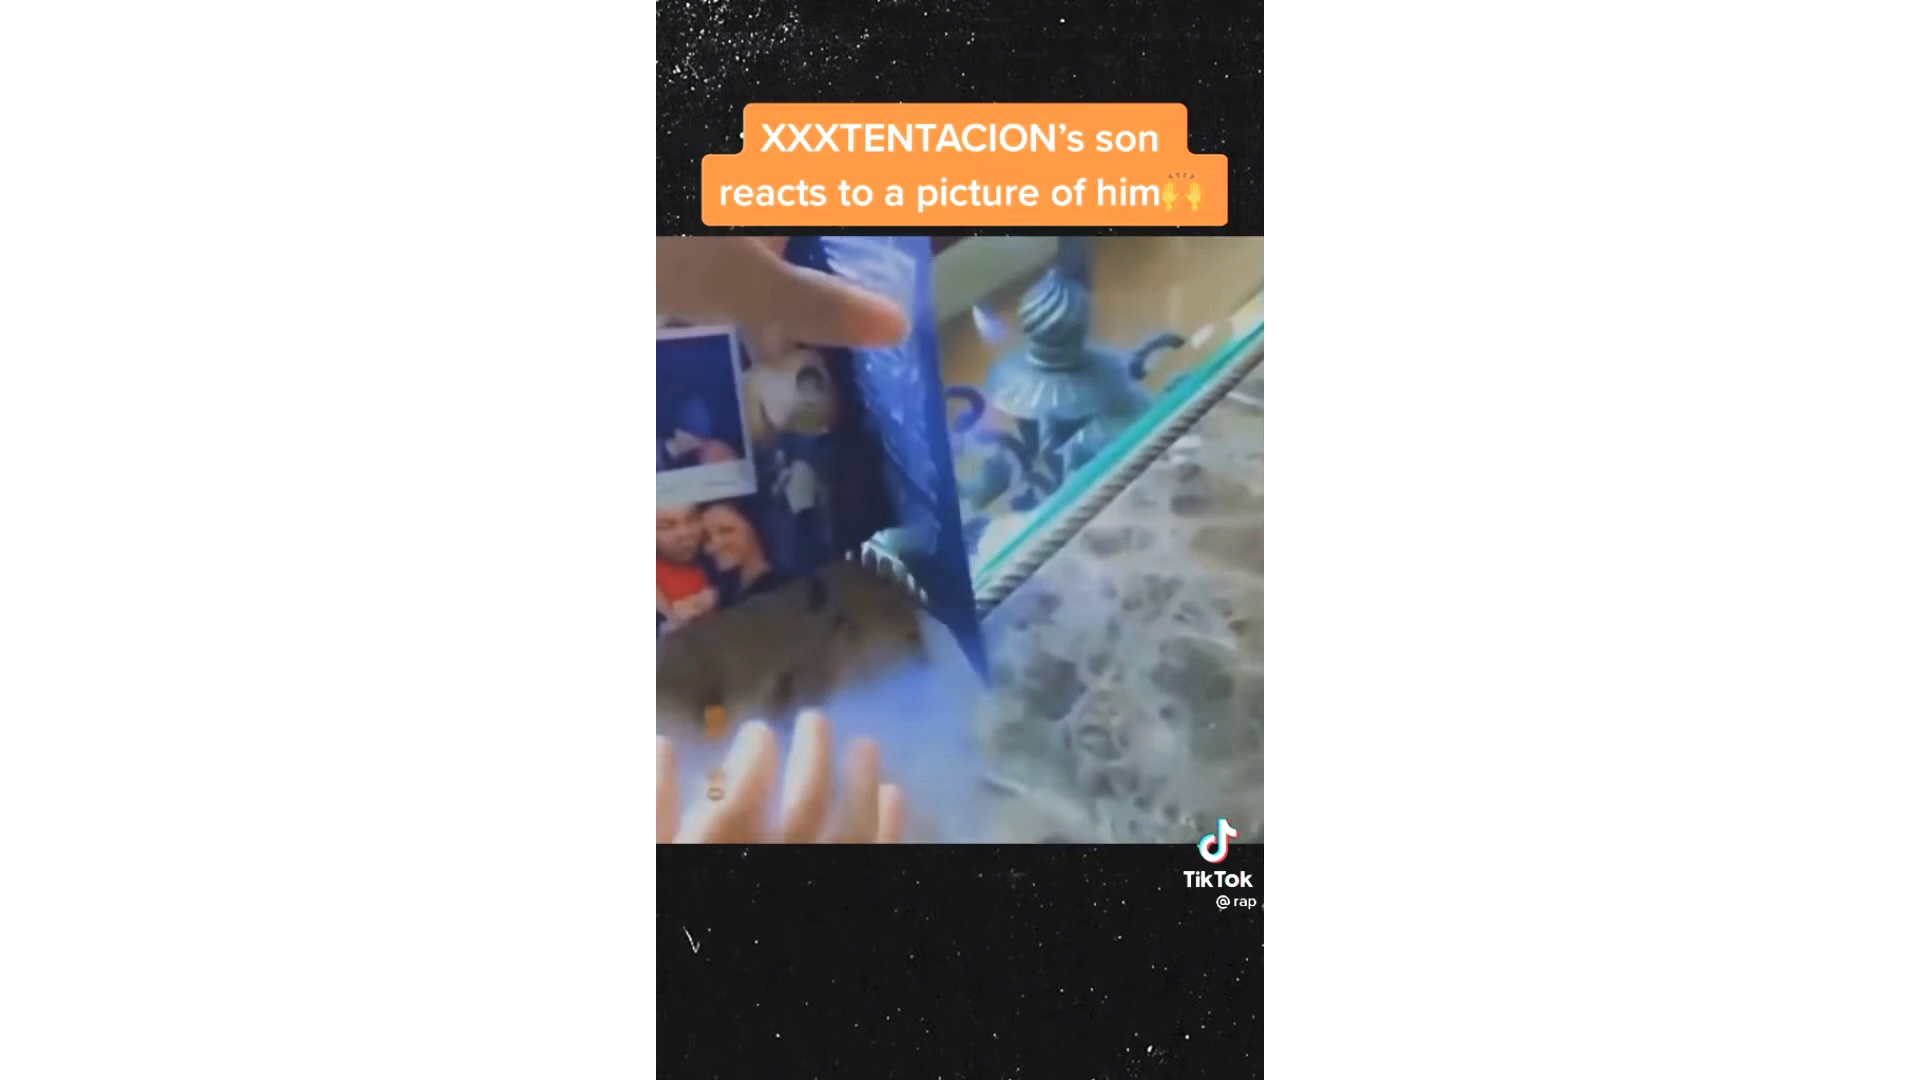 XXXTENTACION’s son
reacts to a picture of him🙌
TikTok
@ rap